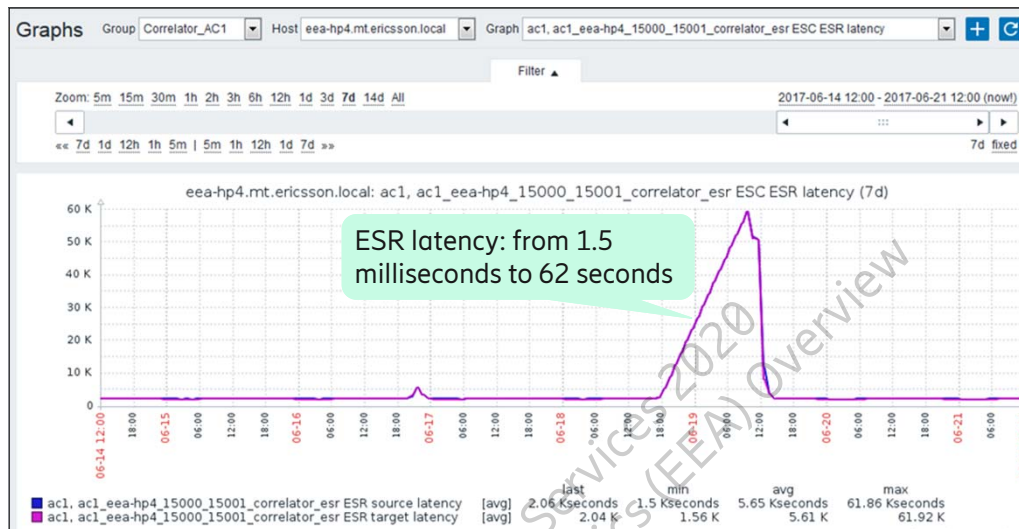 Graphs Group Correlator_AC1 Host eea-hp4.mt.ericsson.local Graph ac1, ac1_eea-hp4_15000_15001_correlator_esr ESC ESR latency
Filter ▲
Zoom: 5m 15m 30m 1h 2h 3h 6h 12h 1d 3d 7d 14d All 2017-06-14 12:00 - 2017-06-21 12:00 (now!)
«« 7d 1d 12h 1h 5m | 5m 1h 12h 1d 7d »» 7d fixed
eea-hp4.mt.ericsson.local: ac1, ac1_eea-hp4_15000_15001_correlator_esr ESC ESR latency (7d)
60 K
50 K
40 K
30 K
20 K
10 K
0
ESR latency: from 1.5
milliseconds to 62 seconds
06-14 12:00 18:00 06-15 06:00 12:00 18:00 06-16 06:00 12:00 18:00 06-17 06:00 12:00 18:00 06-18 06:00 12:00 18:00 06-19 06:00 12:00 18:00 06-20 06:00 12:00 18:00 06-21 06:00
last min avg max
ac1, ac1_eea-hp4_15000_15001_correlator_esr ESR source latency [avg] 2.06 Kseconds 1.5 Kseconds 5.65 Kseconds 61.86 Kseconds
ac1, ac1_eea-hp4_15000_15001_correlator_esr ESR target latency [avg] 2.04 K 1.56 K 5.61 K 61.92 K
Services 2020
(EEA) Overview